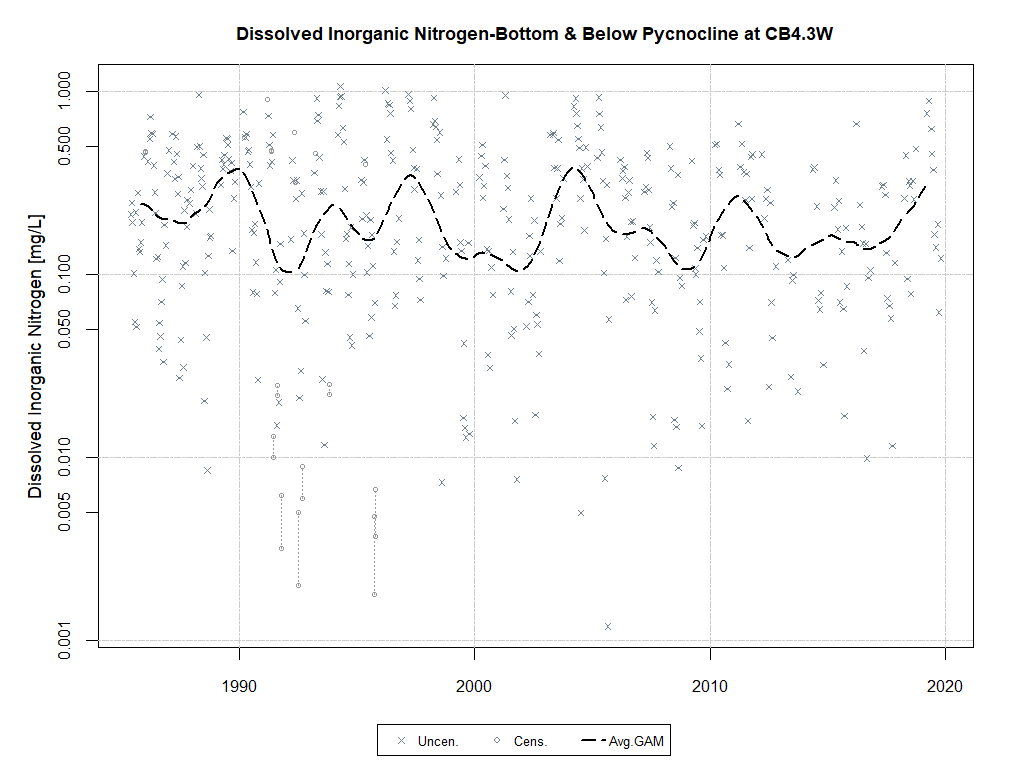 Dissolved Inorganic Nitrogen-Bottom & Below Pycnocline at CB4.3W
Dissolved Inorganic Nitrogen [mg/L]
1.000
0.500
0.100
0.050
0.010
0.005
0.001
1990
2000
2010
2020
Uncen.
Cens.
Avg.GAM